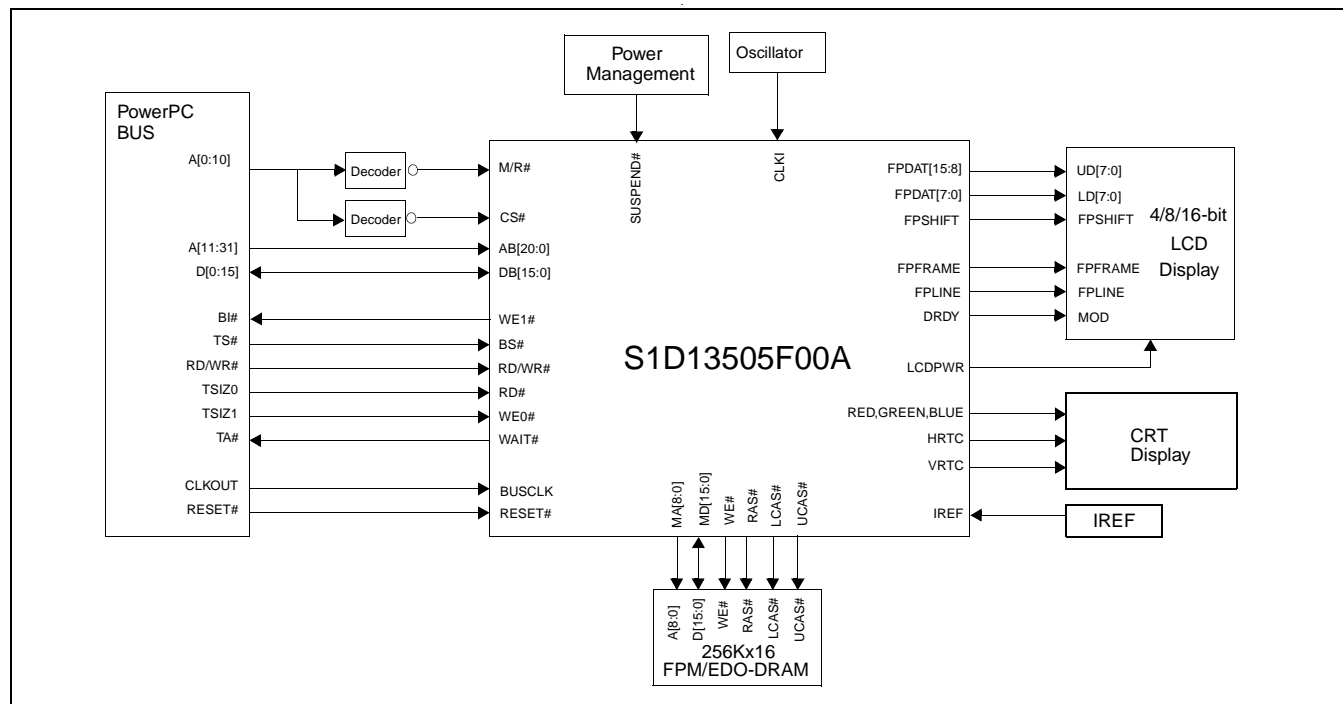 Power
Management
Oscillator
PowerPC
BUS
A[0:10]
Decoder
M/R#
Decoder
CS#
A[11:31]
AB[20:0]
D[0:15]
DB[15:0]
BI#
WE1#
TS#
BS#
RD/WR#
RD/WR#
TSIZ0
RD#
TSIZ1
WE0#
TA#
WAIT#
CLKOUT
BUSCLK
RESET#
RESET#
SUSPEND#
CLKI
S1D13505F00A
FPDAT[15:8]
UD[7:0]
FPDAT[7:0]
LD[7:0]
FPSHIFT
FPSHIFT
4/8/16-bit
LCD
Display
FPFRAME
FPFRAME
FPLINE
FPLINE
DRDY
MOD
LCDPWR
RED,GREEN,BLUE
HRTC
VRTC
CRT
Display
IREF
IREF
MA[8:0]
MD[15:0]
WE#
RAS#
LCAS#
UCAS#
A[8:0]
D[15:0]
WE#
RAS#
LCAS#
UCAS#
256Kx16
FPM/EDO-DRAM